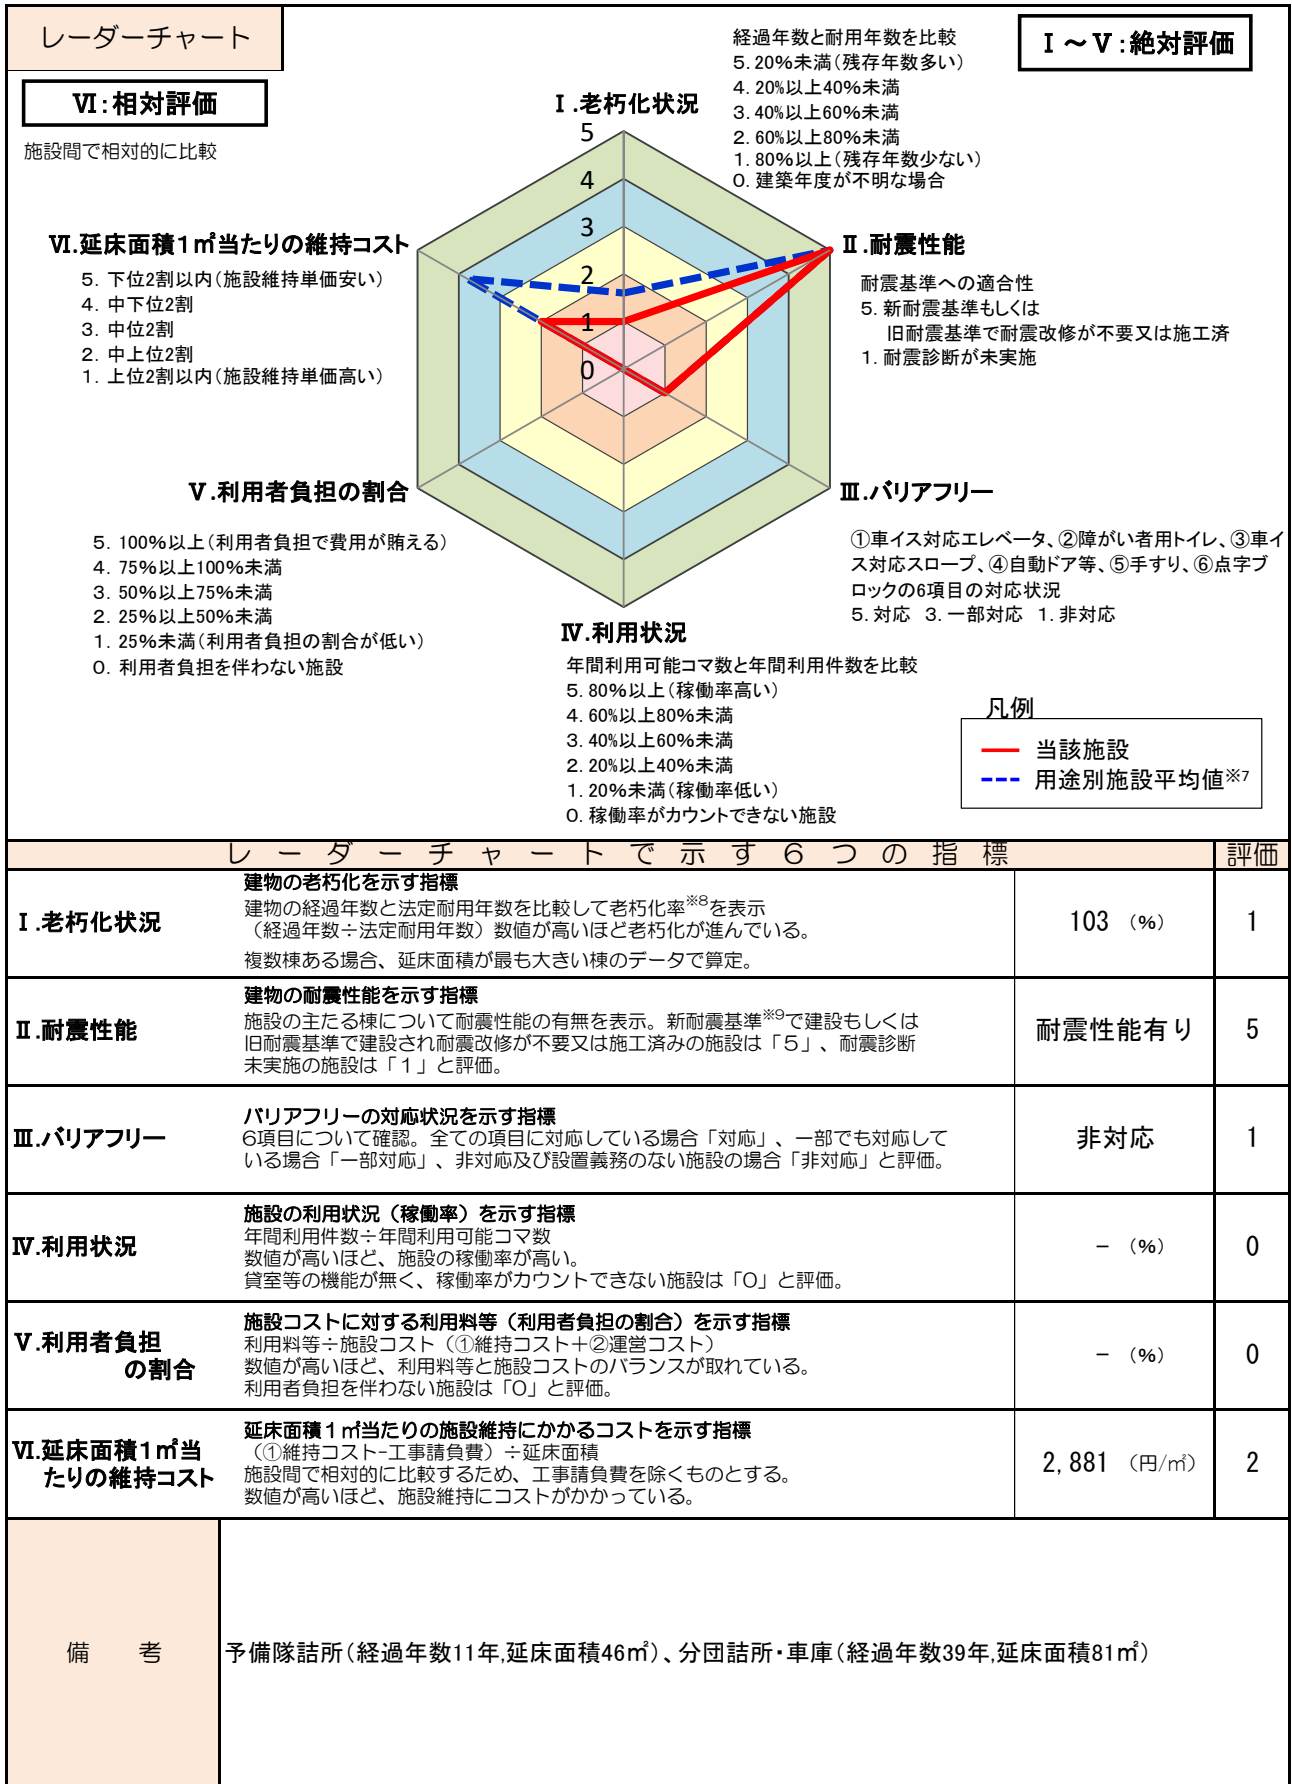 レーダーチャート
Ⅰ～Ⅴ:絶対評価
Ⅵ:相対評価
施設間で相対的に比較
経過年数と耐用年数を比較
5.20%未満(残存年数多い)
4.20%以上40%未満
3.40%以上60%未満
2.60%以上80%未満
1.80%以上(残存年数少ない)
0.建築年度が不明な場合
Ⅰ.老朽化状況
5
4
3
2
1
0
Ⅱ.耐震性能
耐震基準への適合性
5.新耐震基準もしくは
旧耐震基準で耐震改修が不要又は施工済
1.耐震診断が未実施
Ⅵ.延床面積1㎡当たりの維持コスト
5.下位2割以内(施設維持単価安い)
4.中下位2割
3.中位2割
2.中上位2割
1.上位2割以内(施設維持単価高い)
Ⅲ.バリアフリー
①車イス対応エレベータ、②障がい者用トイレ、③車イ
ス対応スロープ、④自動ドア等、⑤手すり、⑥点字ブ
ロックの6項目の対応状況
5.対応 3.一部対応 1.非対応
Ⅴ.利用者負担の割合
5.100%以上(利用者負担で費用が賄える)
4.75%以上100%未満
3.50%以上75%未満
2.25%以上50%未満
1.25%未満(利用者負担の割合が低い)
0.利用者負担を伴わない施設
Ⅳ.利用状況
年間利用可能コマ数と年間利用件数を比較
5.80%以上(稼働率高い)
4.60%以上80%未満
3.40%以上60%未満
2.20%以上40%未満
1.20%未満(稼働率低い)
0.稼働率がカウントできない施設
凡例
当該施設
用途別施設平均値※7
レーダーチャートで示す6つの指標 評価
Ⅰ.老朽化状況
建物の老朽化を示す指標
建物の経過年数と法定耐用年数を比較して老朽化率※8を表示
(経過年数÷法定耐用年数)数値が高いほど老朽化が進んでいる。
複数棟ある場合、延床面積が最も大きい棟のデータで算定。
103 (%) 1
Ⅱ.耐震性能
建物の耐震性能を示す指標
施設の主たる棟について耐震性能の有無を表示。新耐震基準※9で建設もしくは
旧耐震基準で建設され耐震改修が不要又は施工済みの施設は「5」、耐震診断
未実施の施設は「1」と評価。
耐震性能有り 5
Ⅲ.バリアフリー
バリアフリーの対応状況を示す指標
6項目について確認。全ての項目に対応している場合「対応」、一部でも対応して
いる場合「一部対応」、非対応及び設置義務のない施設の場合「非対応」と評価。
非対応 1
Ⅳ.利用状況
施設の利用状況(稼働率)を示す指標
年間利用件数÷年間利用可能コマ数
数値が高いほど、施設の稼働率が高い。
貸室等の機能が無く、稼働率がカウントできない施設は「0」と評価。
- (%) 0
Ⅴ.利用者負担
の割合
施設コストに対する利用料等(利用者負担の割合)を示す指標
利用料等÷施設コスト(①維持コスト+②運営コスト)
数値が高いほど、利用料等と施設コストのバランスが取れている。
利用者負担を伴わない施設は「0」と評価。
- (%) 0
Ⅵ.延床面積1㎡当
たりの維持コスト
延床面積1㎡当たりの施設維持にかかるコストを示す指標
(①維持コスト-工事請負費)÷延床面積
施設間で相対的に比較するため、工事請負費を除くものとする。
数値が高いほど、施設維持にコストがかかっている。
2,881 (円/㎡) 2
備 考
予備隊詰所(経過年数11年,延床面積46㎡)、分団詰所・車庫(経過年数39年,延床面積81㎡)